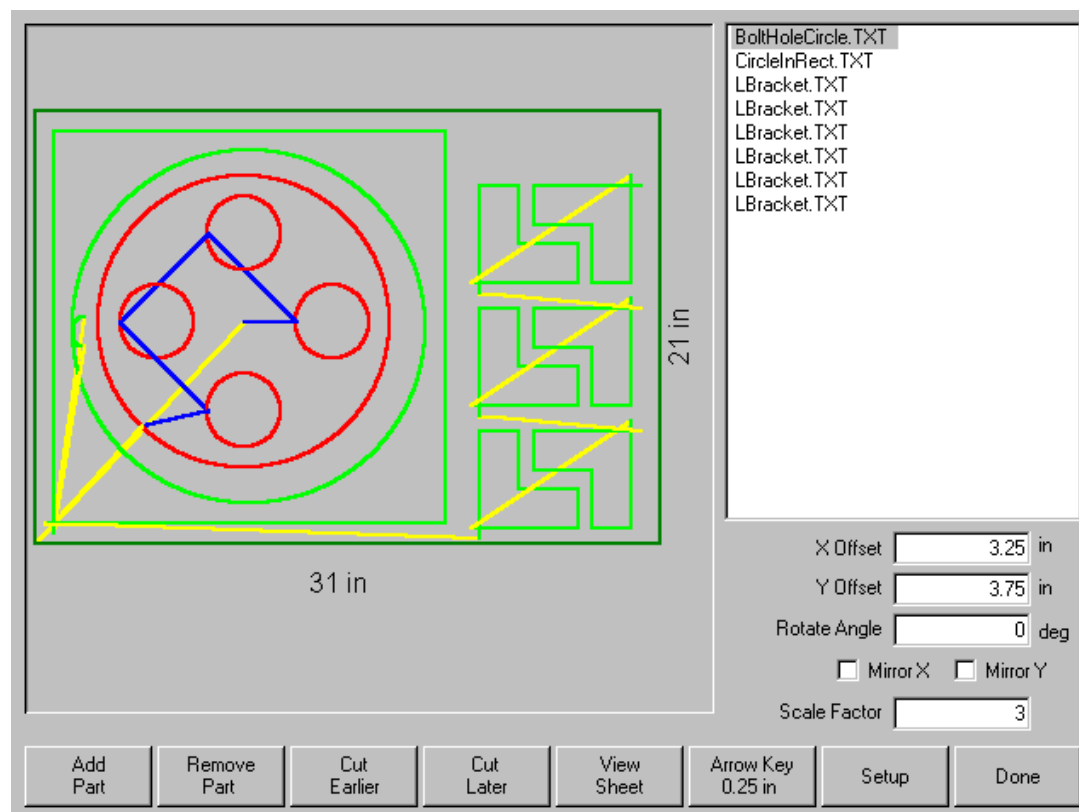 BoltHoleCircle.TXT
CircleInRect.TXT
LBracket.TXT
LBracket.TXT
LBracket.TXT
LBracket.TXT
LBracket.TXT
LBracket.TXT
21 in
31 in
X Offset 3.25 in
Y Offset 3.75 in
Rotate Angle 0 deg
Mirror X Mirror Y
Scale Factor 3
Add Part
Remove Part
Cut Earlier
Cut Later
View Sheet
Arrow Key 0.25 in
Setup
Done